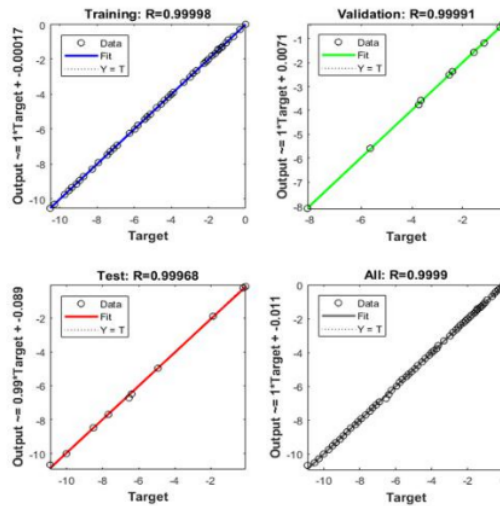 Training: R=0.99998
Output ~= 1*Target + -0.00017
Data
Fit
Y = T
0
-2
-4
-6
-8
-10
-10 -8 -6 -4 -2 0
Target
Validation: R=0.99991
Output ~= 1*Target + 0.0071
Data
Fit
Y = T
-1
-2
-3
-4
-5
-6
-7
-8
-8 -6 -4 -2
Target
Test: R=0.99968
Output ~= 0.99*Target + -0.089
Data
Fit
Y = T
-2
-4
-6
-8
-10
-10 -8 -6 -4 -2
Target
All: R=0.9999
Output ~= 1*Target + -0.011
Data
Fit
Y = T
0
-2
-4
-6
-8
-10
-10 -8 -6 -4 -2 0
Target